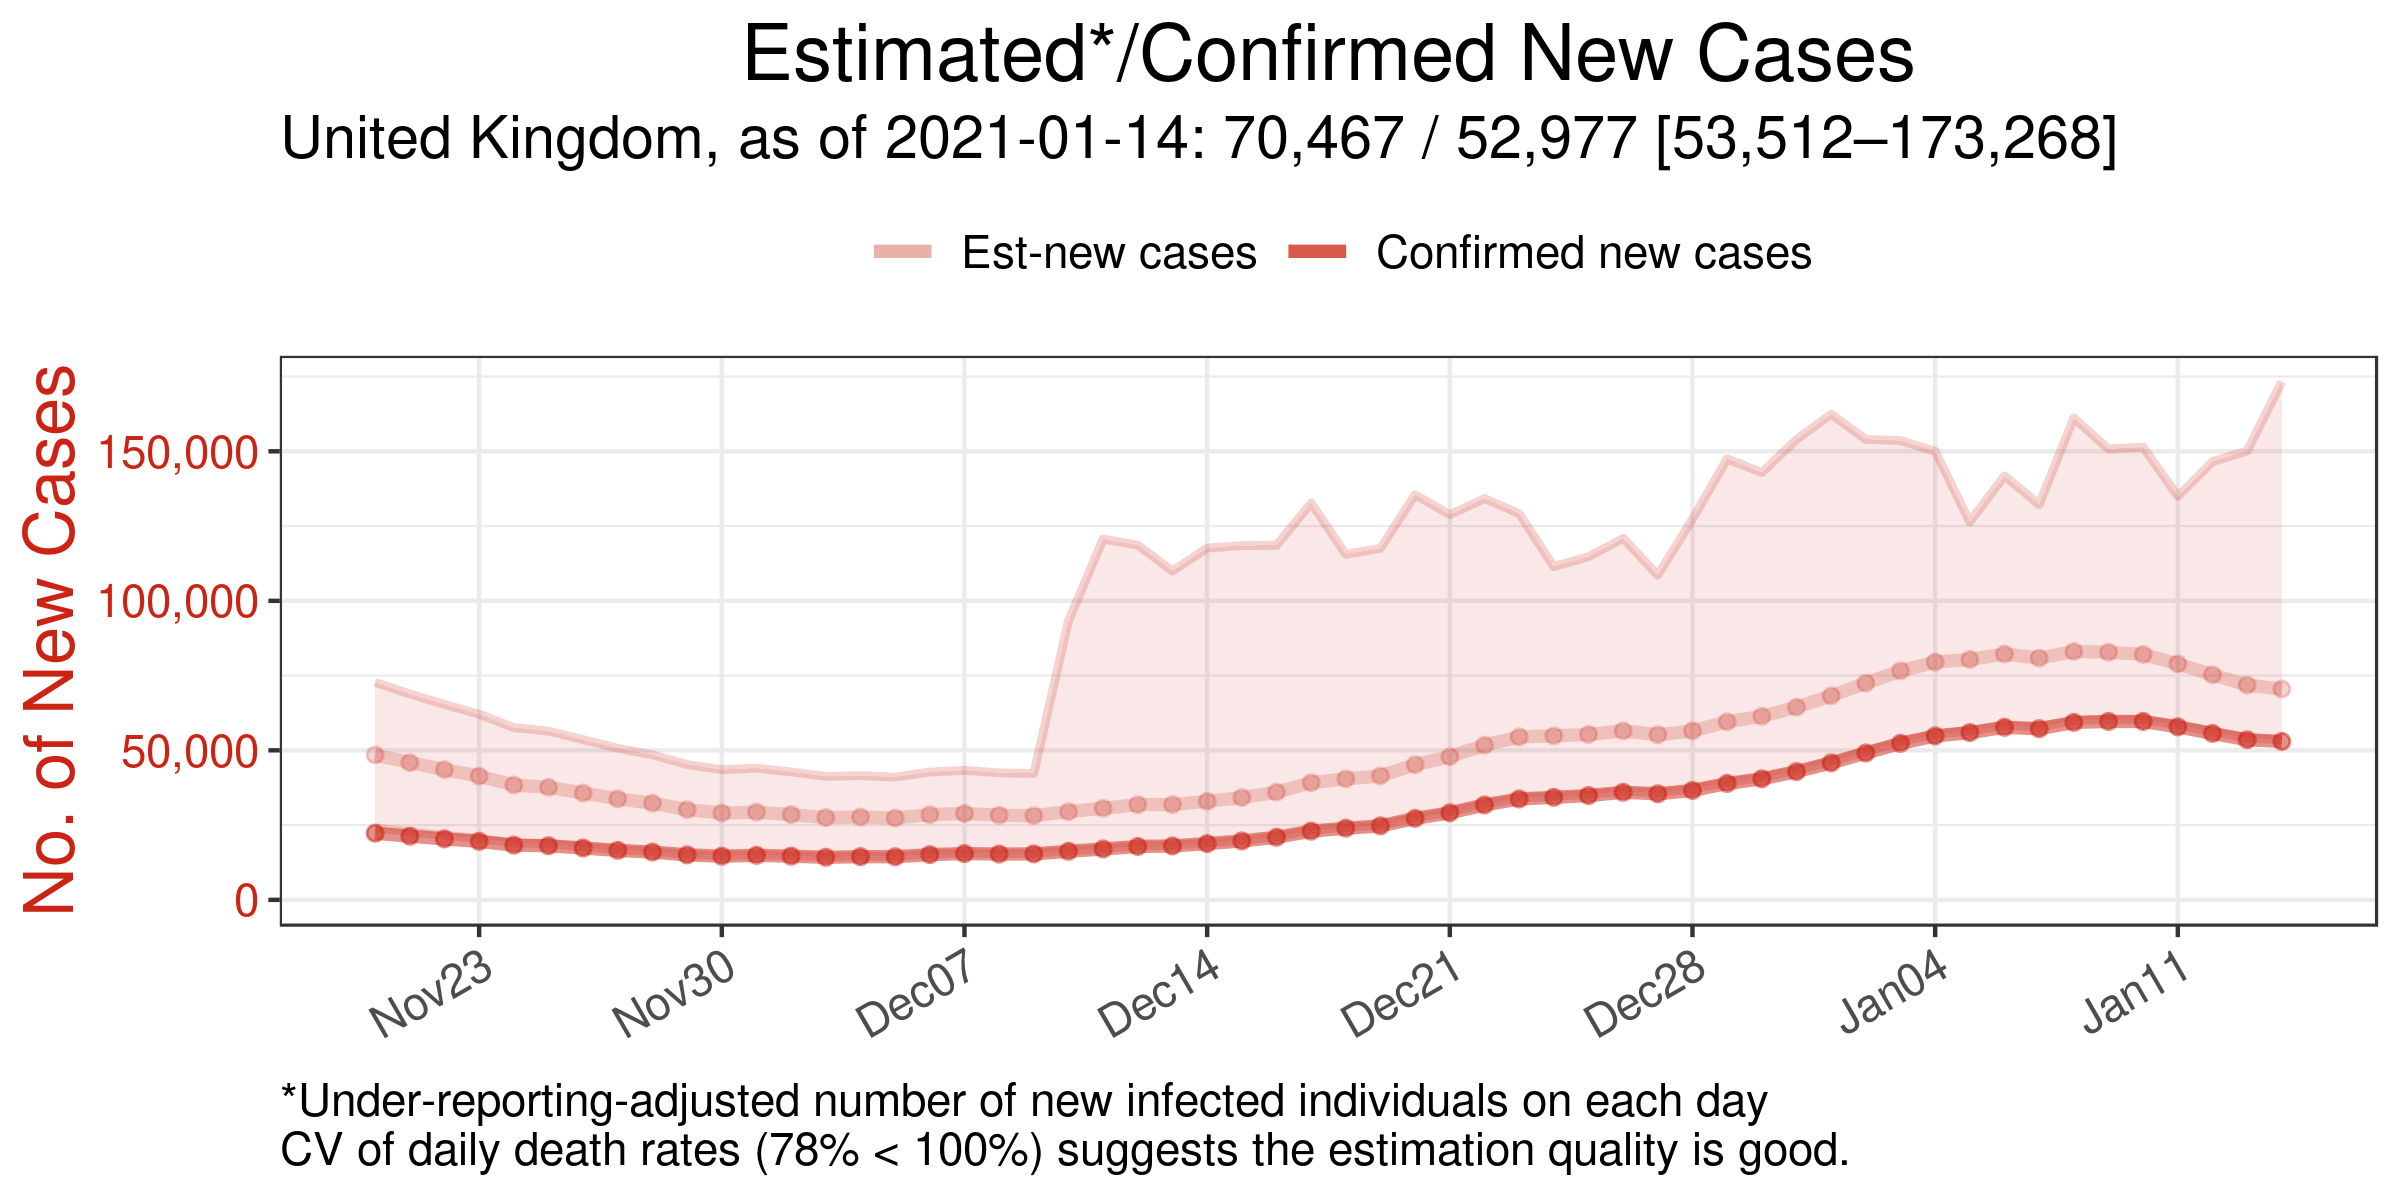 Estimated*/Confirmed New Cases
United Kingdom, as of 2021-01-14: 70,467 / 52,977 [53,512–173,268]
Est-new cases
Confirmed new cases
No. of New Cases
150,000
100,000
50,000
0
Nov23
Nov30
Dec07
Dec14
Dec21
Dec28
Jan04
Jan11
*Under-reporting-adjusted number of new infected individuals on each day
CV of daily death rates (78% < 100%) suggests the estimation quality is good.